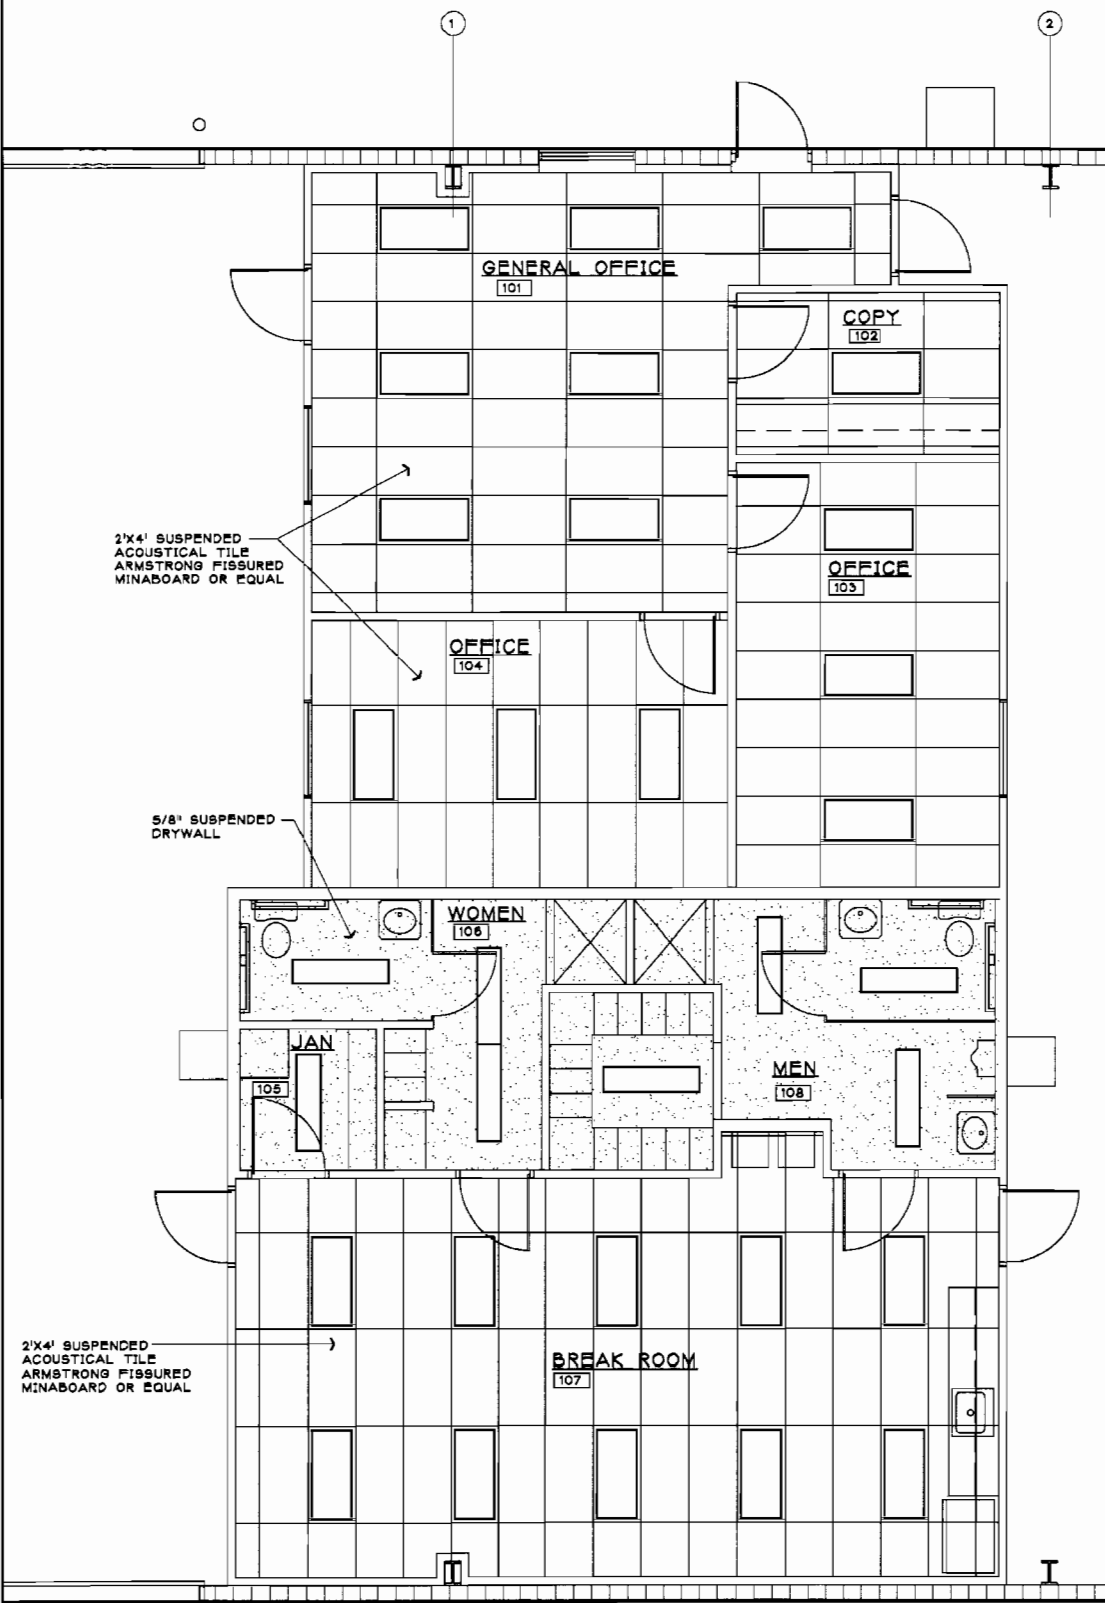 1
2
GENERAL OFFICE
101
COPY
102
2'X4' SUSPENDED
ACOUSTICAL TILE
ARMSTRONG FISSURED
MINABOARD OR EQUAL
OFFICE
103
OFFICE
104
5/8" SUSPENDED
DRYWALL
WOMEN
106
JAN
105
MEN
108
2'X4' SUSPENDED
ACOUSTICAL TILE
ARMSTRONG FISSURED
MINABOARD OR EQUAL
BREAK ROOM
107